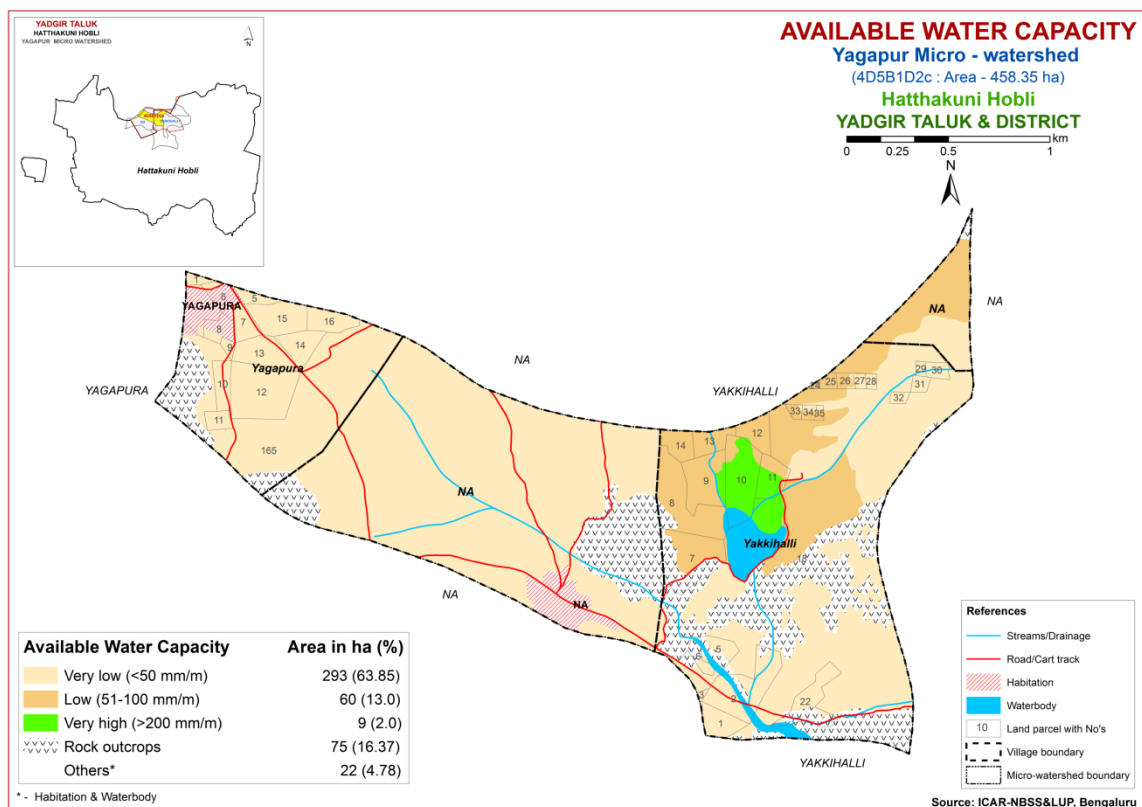 YADGIR TALUK
HATTHAKUNI HOBLI
YAGAPUR MICRO WATERSHED
N
Hattakuni Hobli
AVAILABLE WATER CAPACITY
Yagapur Micro - watershed
(4D5B1D2c : Area - 458.35 ha)
Hatthakuni Hobli
YADGIR TALUK & DISTRICT
km
0 0.25 0.5 1
N
1
6 5
YAGAPURA
15 16
8 7
9 13 14
Yagapura
10 12
11
165
YAGAPURA
NA
NA
NA
NA
NA
NA
YAKKIHALLI
24 25 26 27 28
29 30
31
32
33 34 35
12
14 13
9 10 11
8
Yakkihalli
7
18
5
6
3 2
22
1
YAKKIHALLI
Available Water Capacity Area in ha (%)
Very low (<50 mm/m) 293 (63.85)
Low (51-100 mm/m) 60 (13.0)
Very high (>200 mm/m) 9 (2.0)
Rock outcrops 75 (16.37)
Others* 22 (4.78)
* - Habitation & Waterbody
References
Streams/Drainage
Road/Cart track
Habitation
Waterbody
10 Land parcel with No's
Village boundary
Micro-watershed boundary
Source: ICAR-NBSS&LUP, Bengaluru